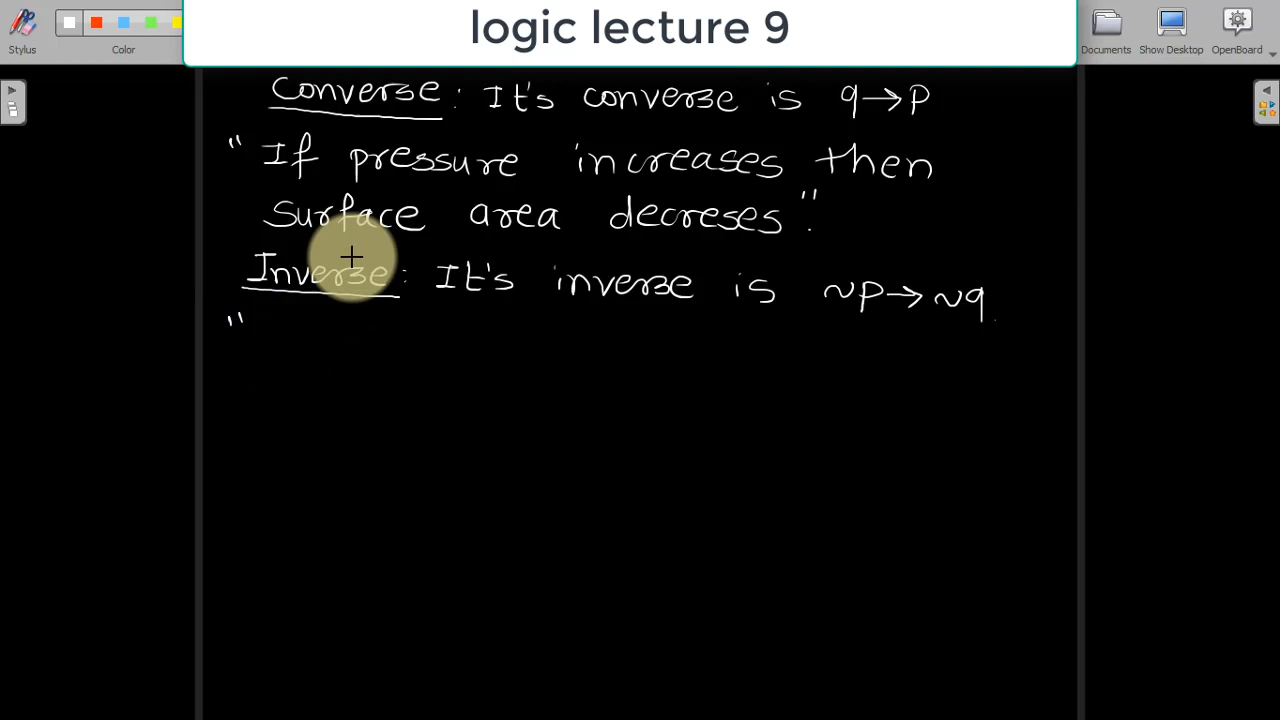 logic lecture 9
Stylus
Color
Documents
Show Desktop
OpenBoard
Converse : It's converse is q→p
" If pressure increases then
surface area decreses".
Inverse : It's inverse is ~p→~q.
"